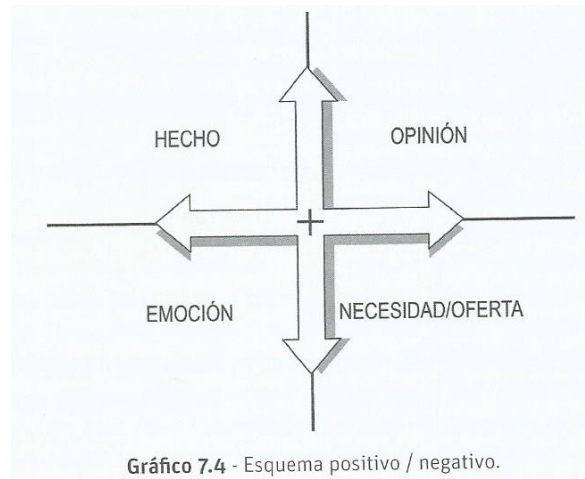 HECHO
OPINIÓN
+
EMOCIÓN
NECESIDAD/OFERTA
Gráfico 7.4 - Esquema positivo / negativo.